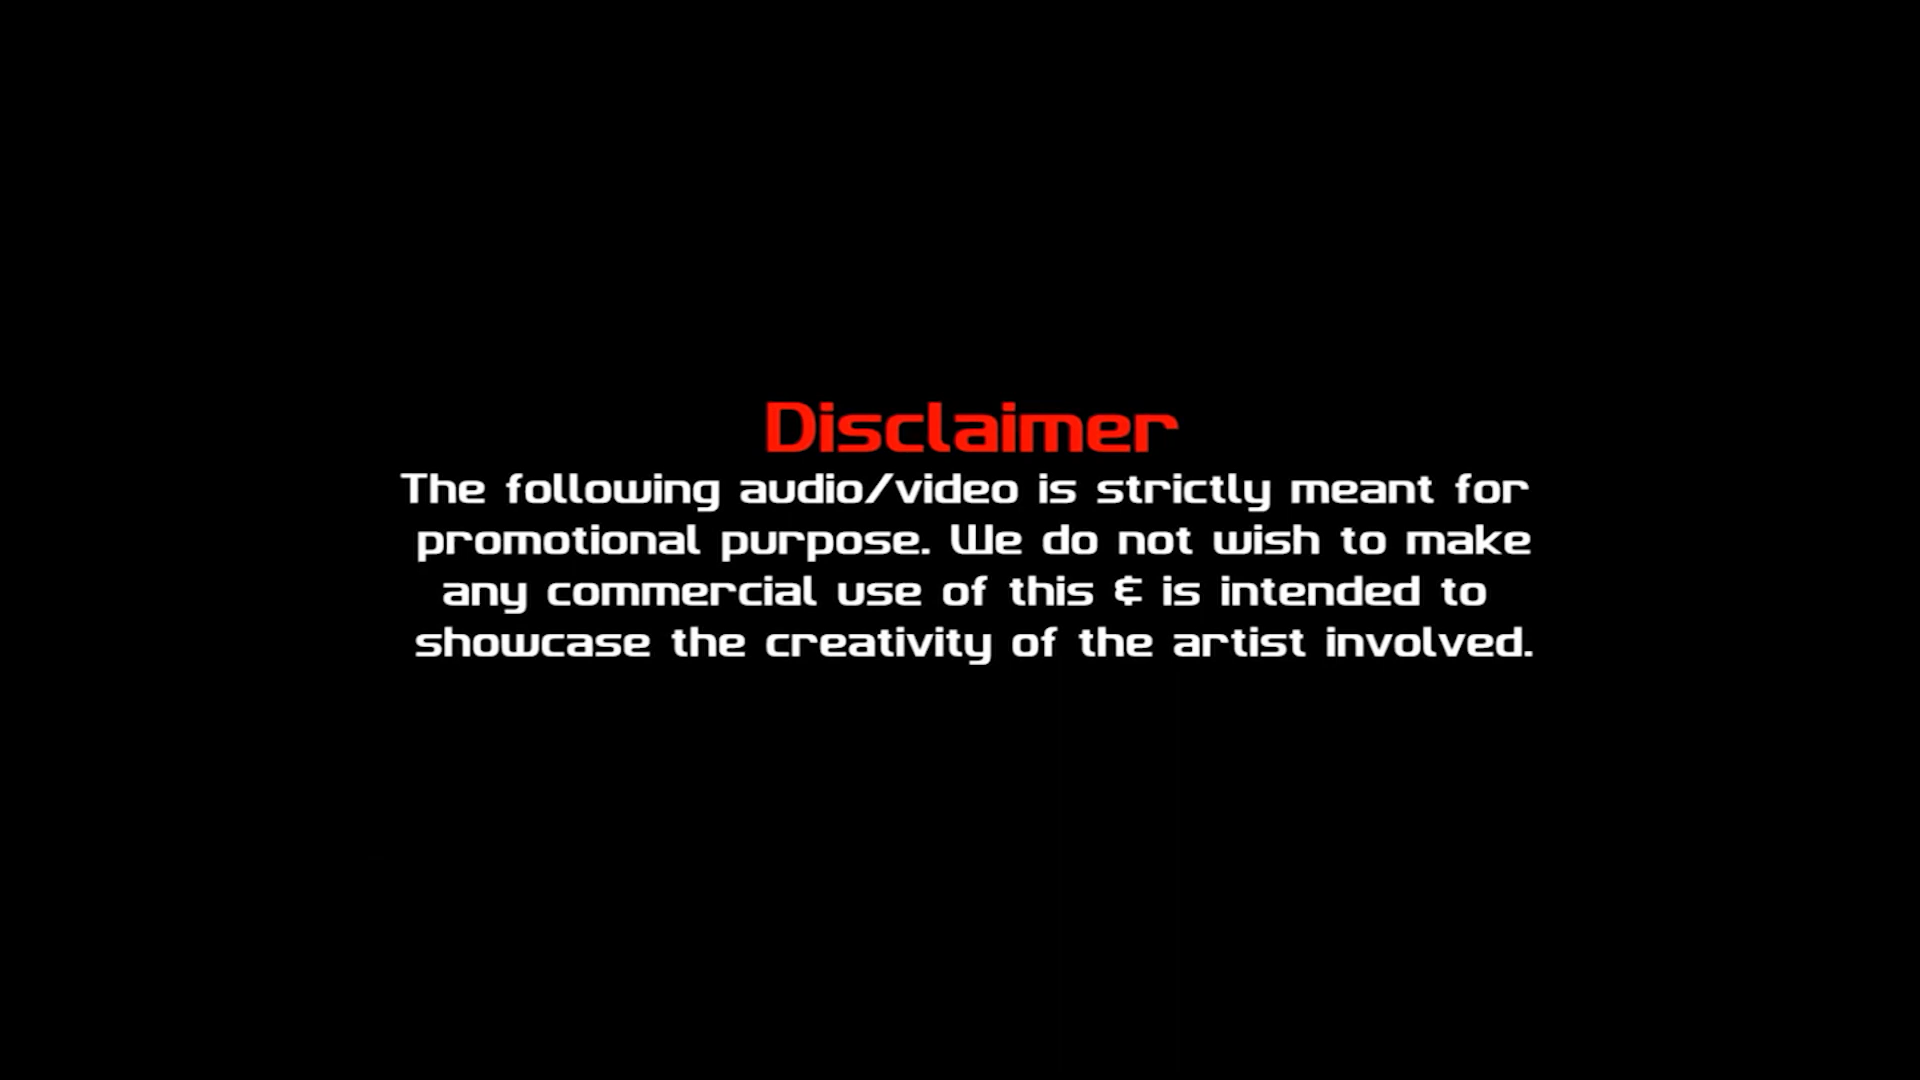 Disclaimer
The following audio/video is strictly meant for
promotional purpose. We do not wish to make
any commercial use of this & is intended to
showcase the creativity of the artist involved.